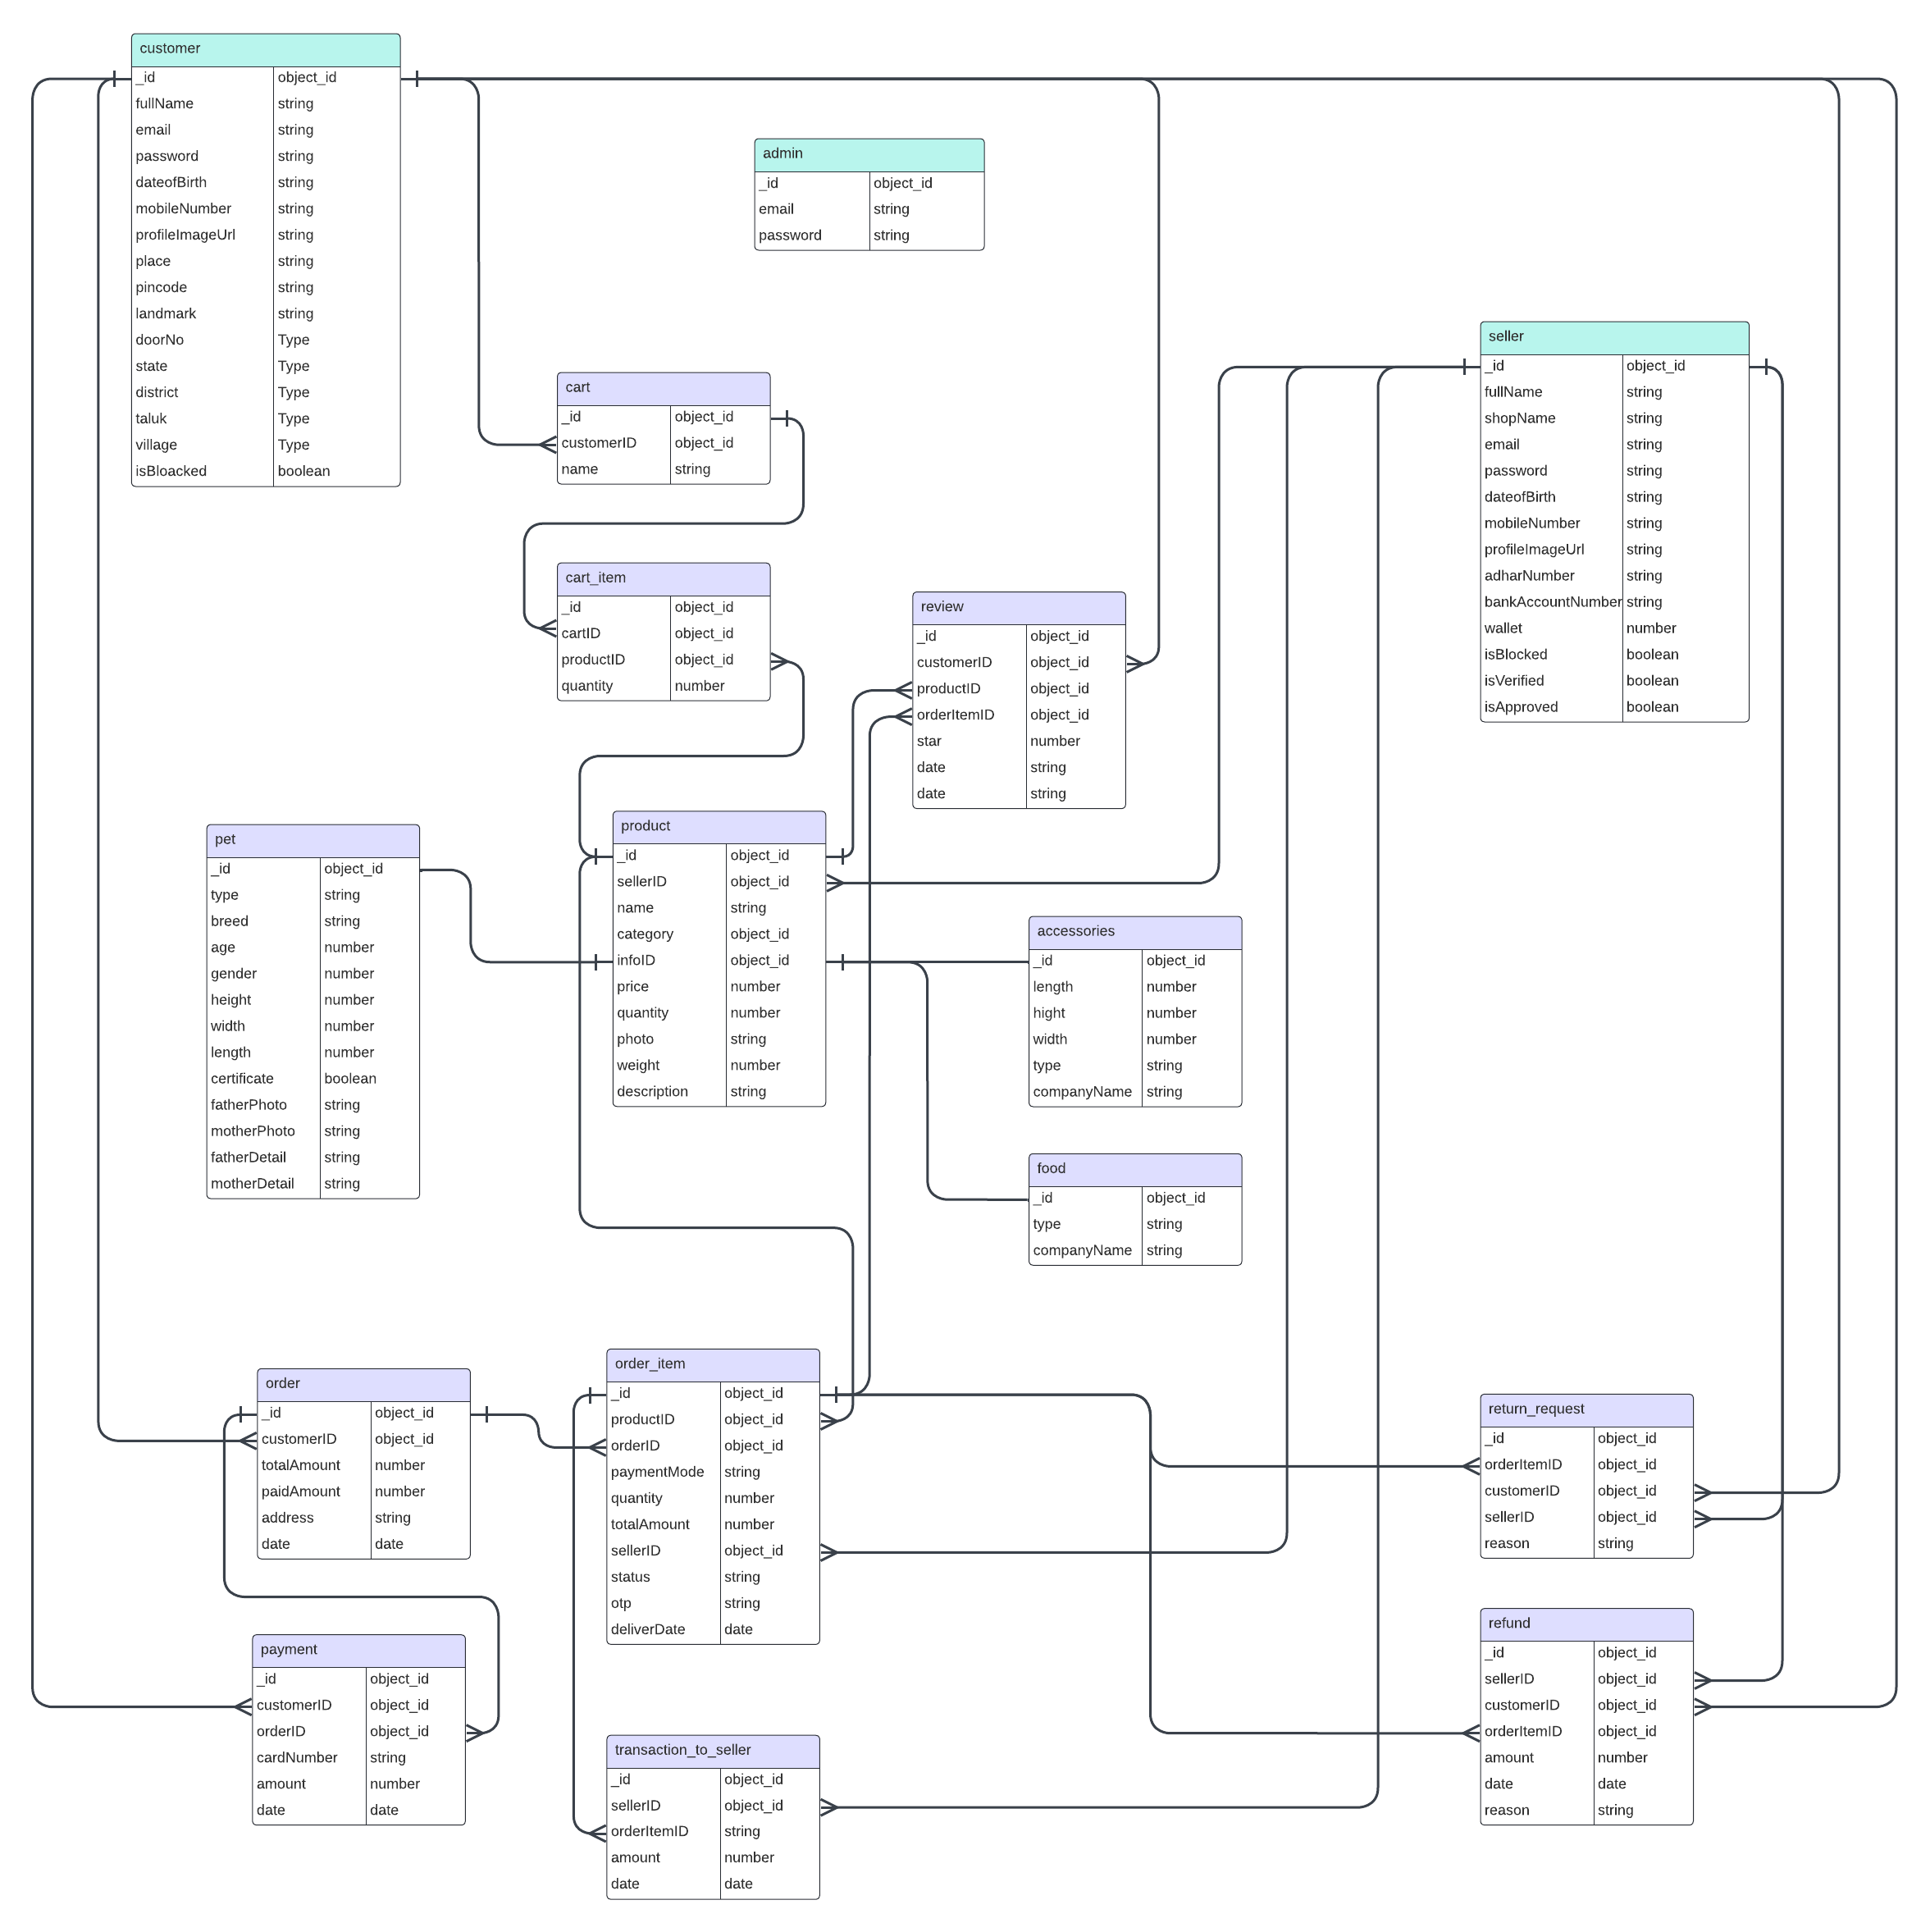 customer
_id object_id
fullName string
email string
password string
dateofBirth string
mobileNumber string
profileImageUrl string
place string
pincode string
landmark string
doorNo Type
state Type
district Type
taluk Type
village Type
isBloacked boolean
admin
_id object_id
email string
password string
seller
_id object_id
fullName string
shopName string
email string
password string
dateofBirth string
mobileNumber string
profileImageUrl string
adharNumber string
bankAccountNumber string
wallet number
isBlocked boolean
isVerified boolean
isApproved boolean
cart
_id object_id
customerID object_id
name string
cart_item
_id object_id
cartID object_id
productID object_id
quantity number
review
_id object_id
customerID object_id
productID object_id
orderItemID object_id
star number
date string
date string
pet
_id object_id
type string
breed string
age number
gender number
height number
width number
length number
certificate boolean
fatherPhoto string
motherPhoto string
fatherDetail string
motherDetail string
product
_id object_id
sellerID object_id
name string
category object_id
infoID object_id
price number
quantity number
photo string
weight number
description string
accessories
_id object_id
length number
hight number
width number
type string
companyName string
food
_id object_id
type string
companyName string
order
_id object_id
customerID object_id
totalAmount number
paidAmount number
address string
date date
order_item
_id object_id
productID object_id
orderID object_id
paymentMode string
quantity number
totalAmount number
sellerID object_id
status string
otp string
deliverDate date
return_request
_id object_id
orderItemID object_id
customerID object_id
sellerID object_id
reason string
payment
_id object_id
customerID object_id
orderID object_id
cardNumber string
amount number
date date
transaction_to_seller
_id object_id
sellerID object_id
orderItemID string
amount number
date date
refund
_id object_id
sellerID object_id
customerID object_id
orderItemID object_id
amount number
date date
reason string